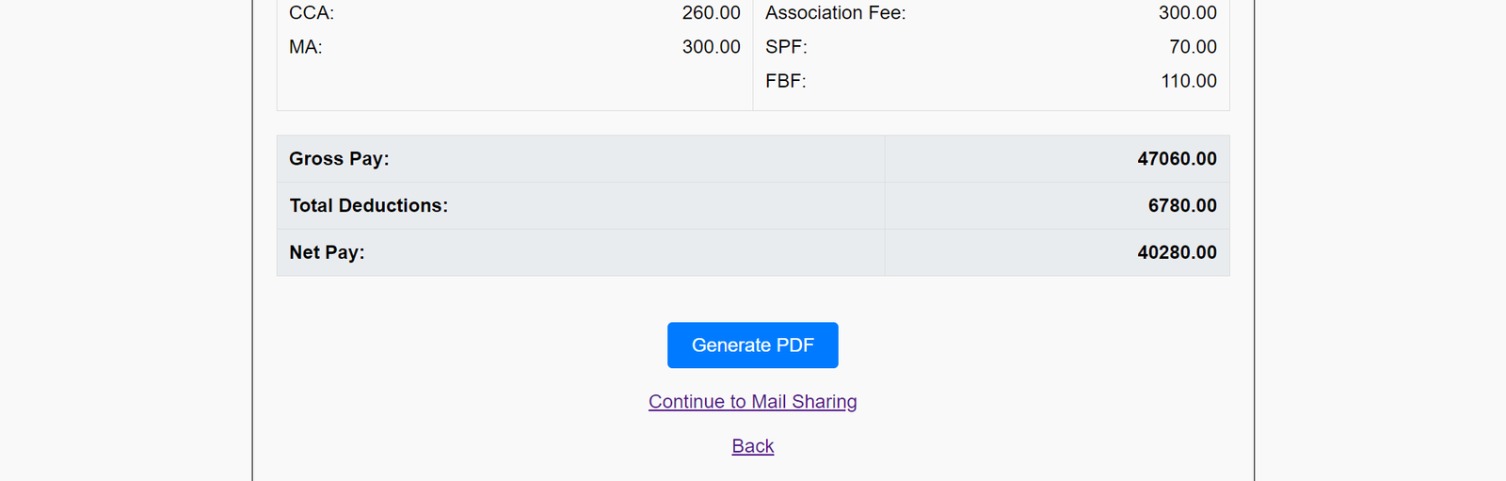 CCA: 260.00 Association Fee: 300.00
MA: 300.00 SPF: 70.00
FBF: 110.00
Gross Pay: 47060.00
Total Deductions: 6780.00
Net Pay: 40280.00
Generate PDF
Continue to Mail Sharing
Back